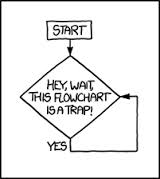 START
HEY, WAIT,
THIS FLOWCHART
IS A TRAP!
YES